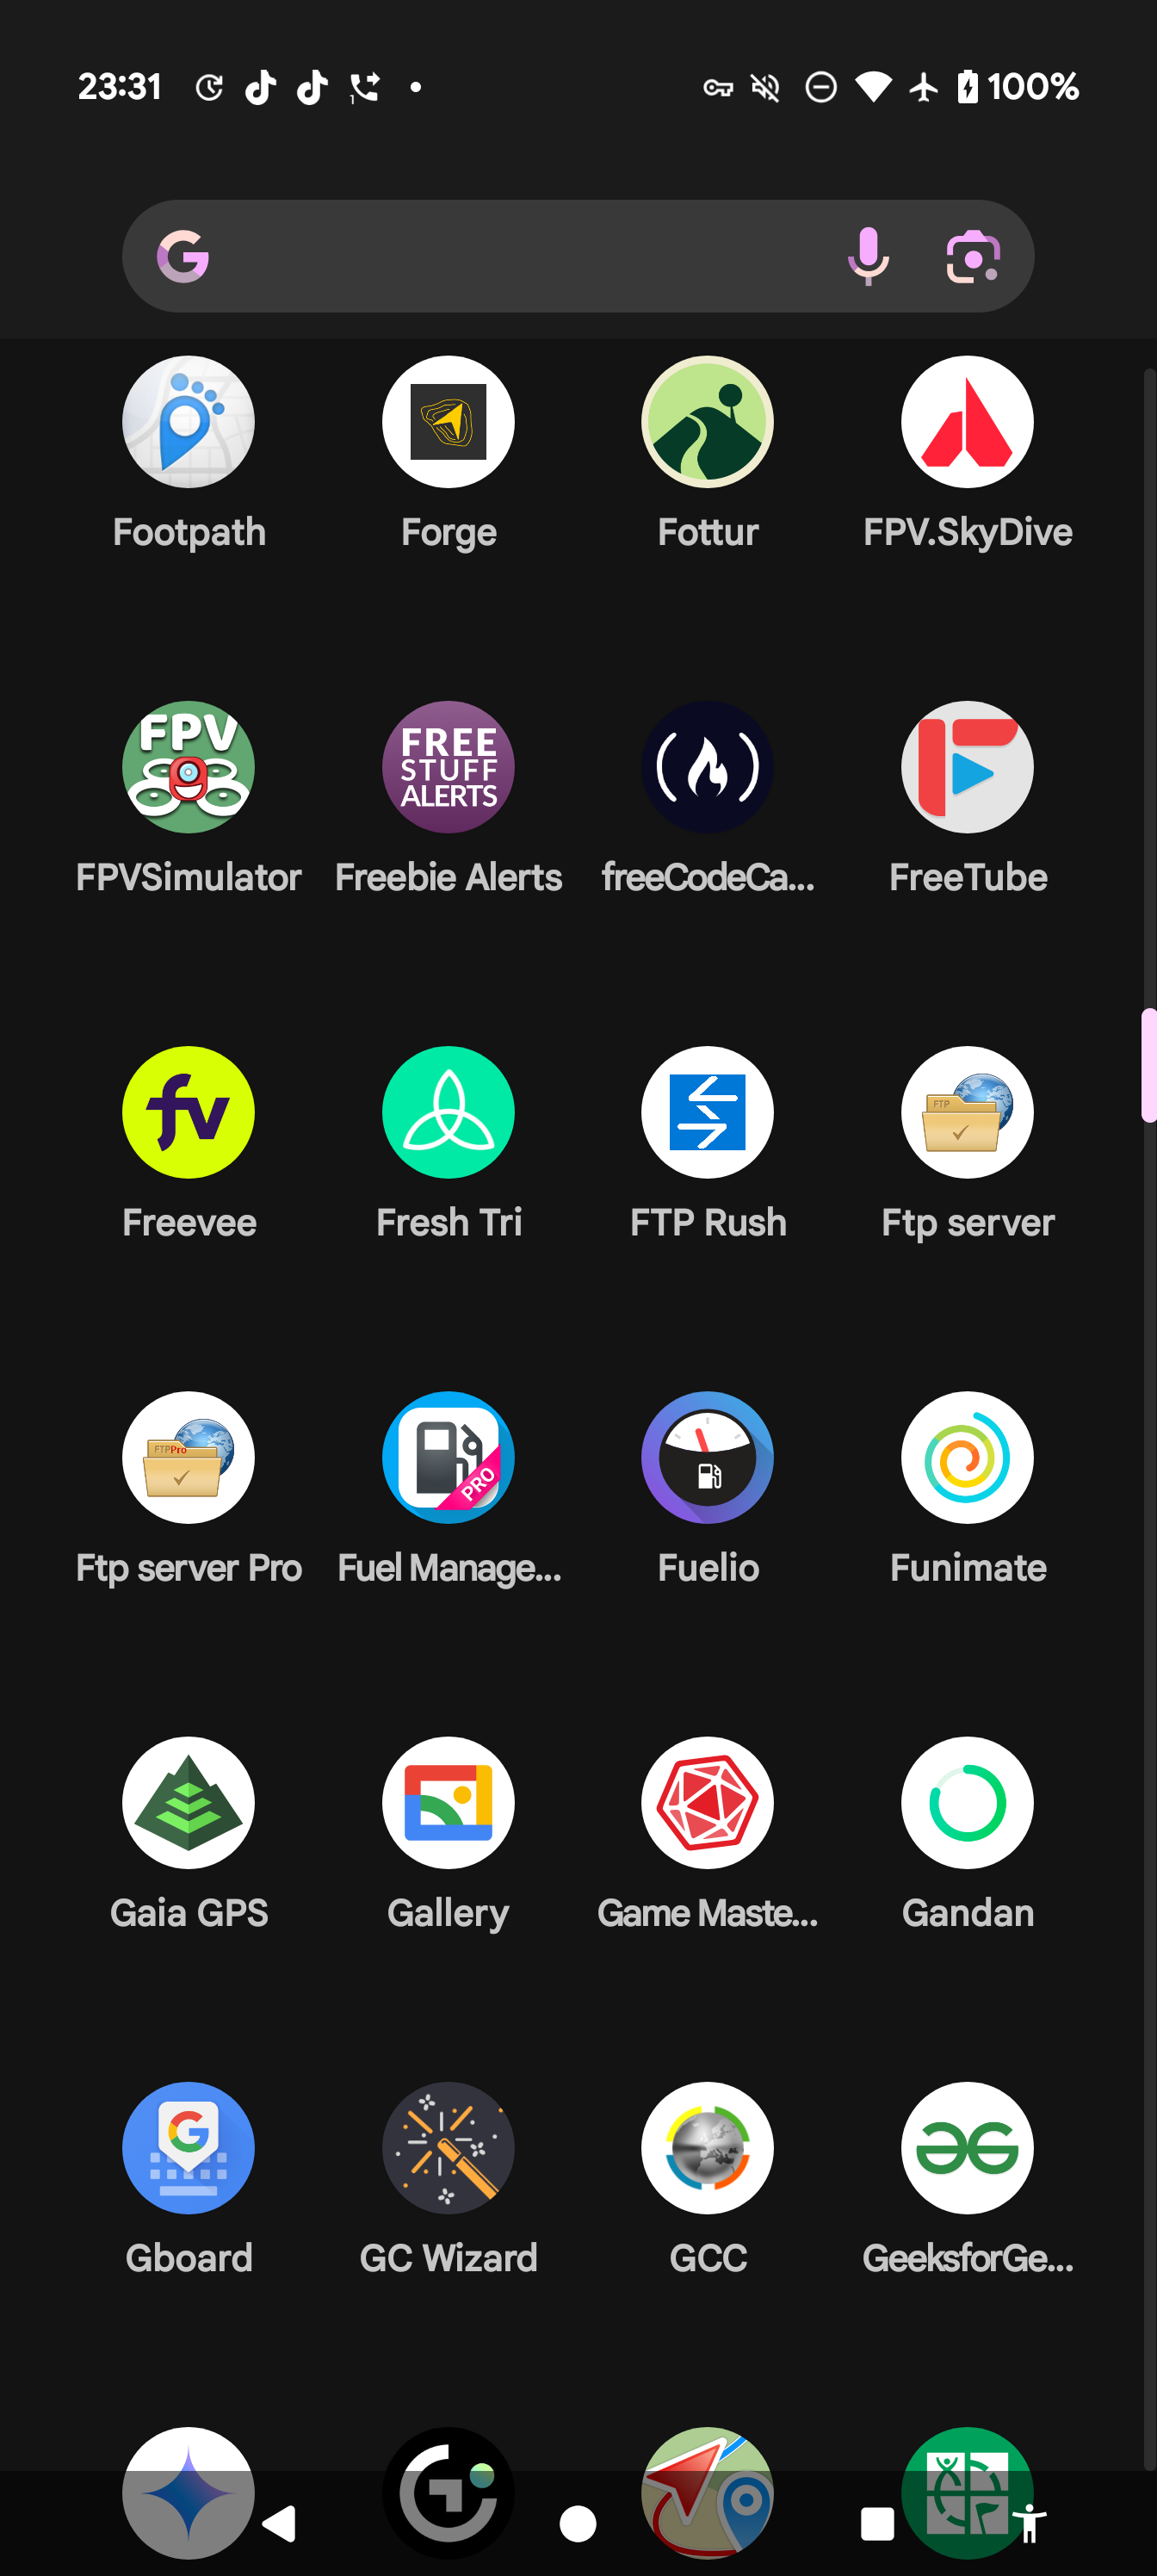 23:31 1 100%
Footpath Forge Fottur FPV.SkyDive
FPV
FREE
STUFF
ALERTS
FPVSimulator Freebie Alerts freeCodeCa... FreeTube
fv FTP
Freevee Fresh Tri FTP Rush Ftp server
FTPPro PRO
Ftp server Pro Fuel Manage... Fuelio Funimate
Gaia GPS Gallery Game Maste... Gandan
Gboard GC Wizard GCC GeeksforGe...